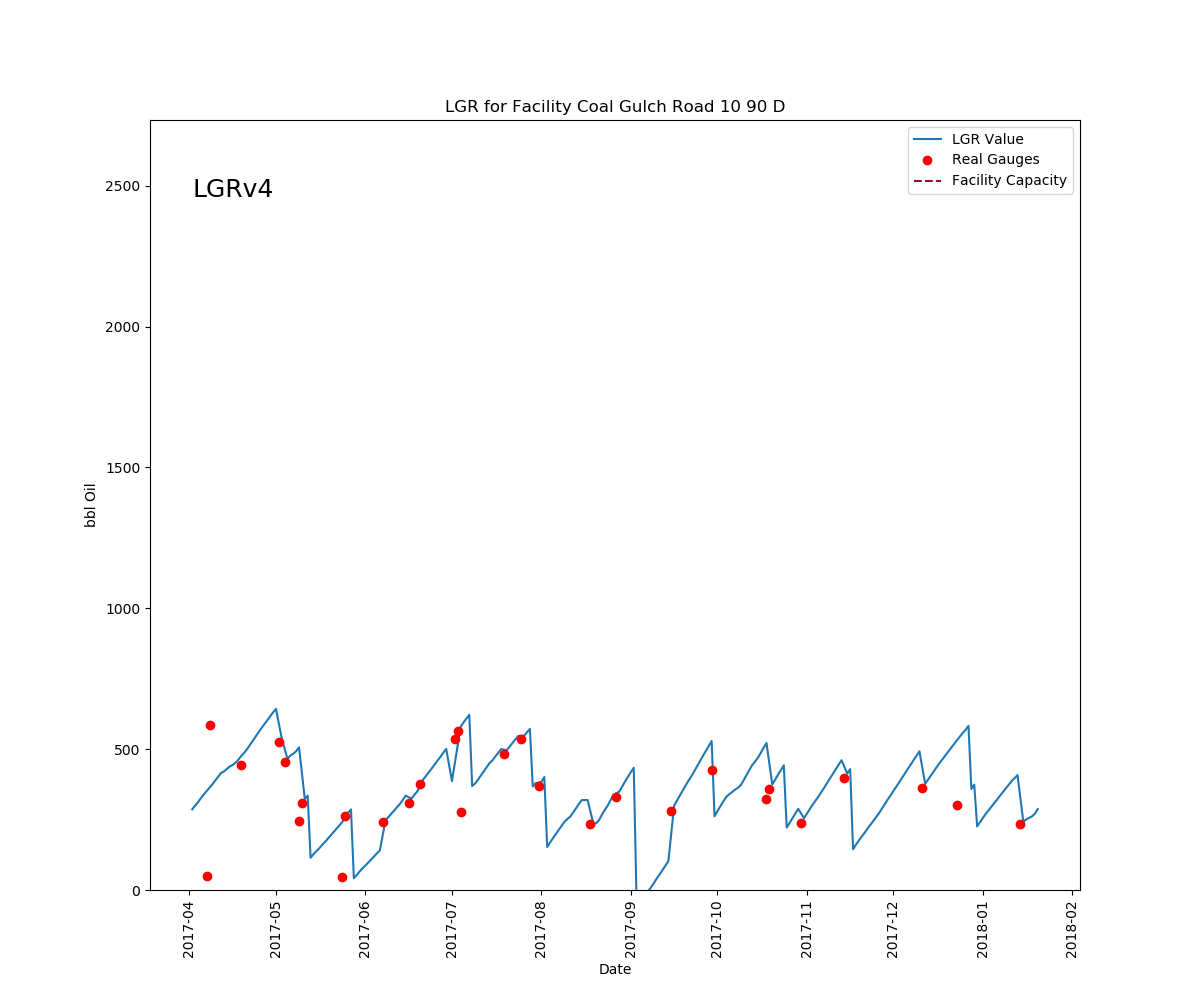 LGR for Facility Coal Gulch Road 10 90 D
LGR Value
Real Gauges
Facility Capacity
LGRv4
2500
2000
1500
1000
500
0
bbl Oil
2017-04
2017-05
2017-06
2017-07
2017-08
2017-09
2017-10
2017-11
2017-12
2018-01
2018-02
Date